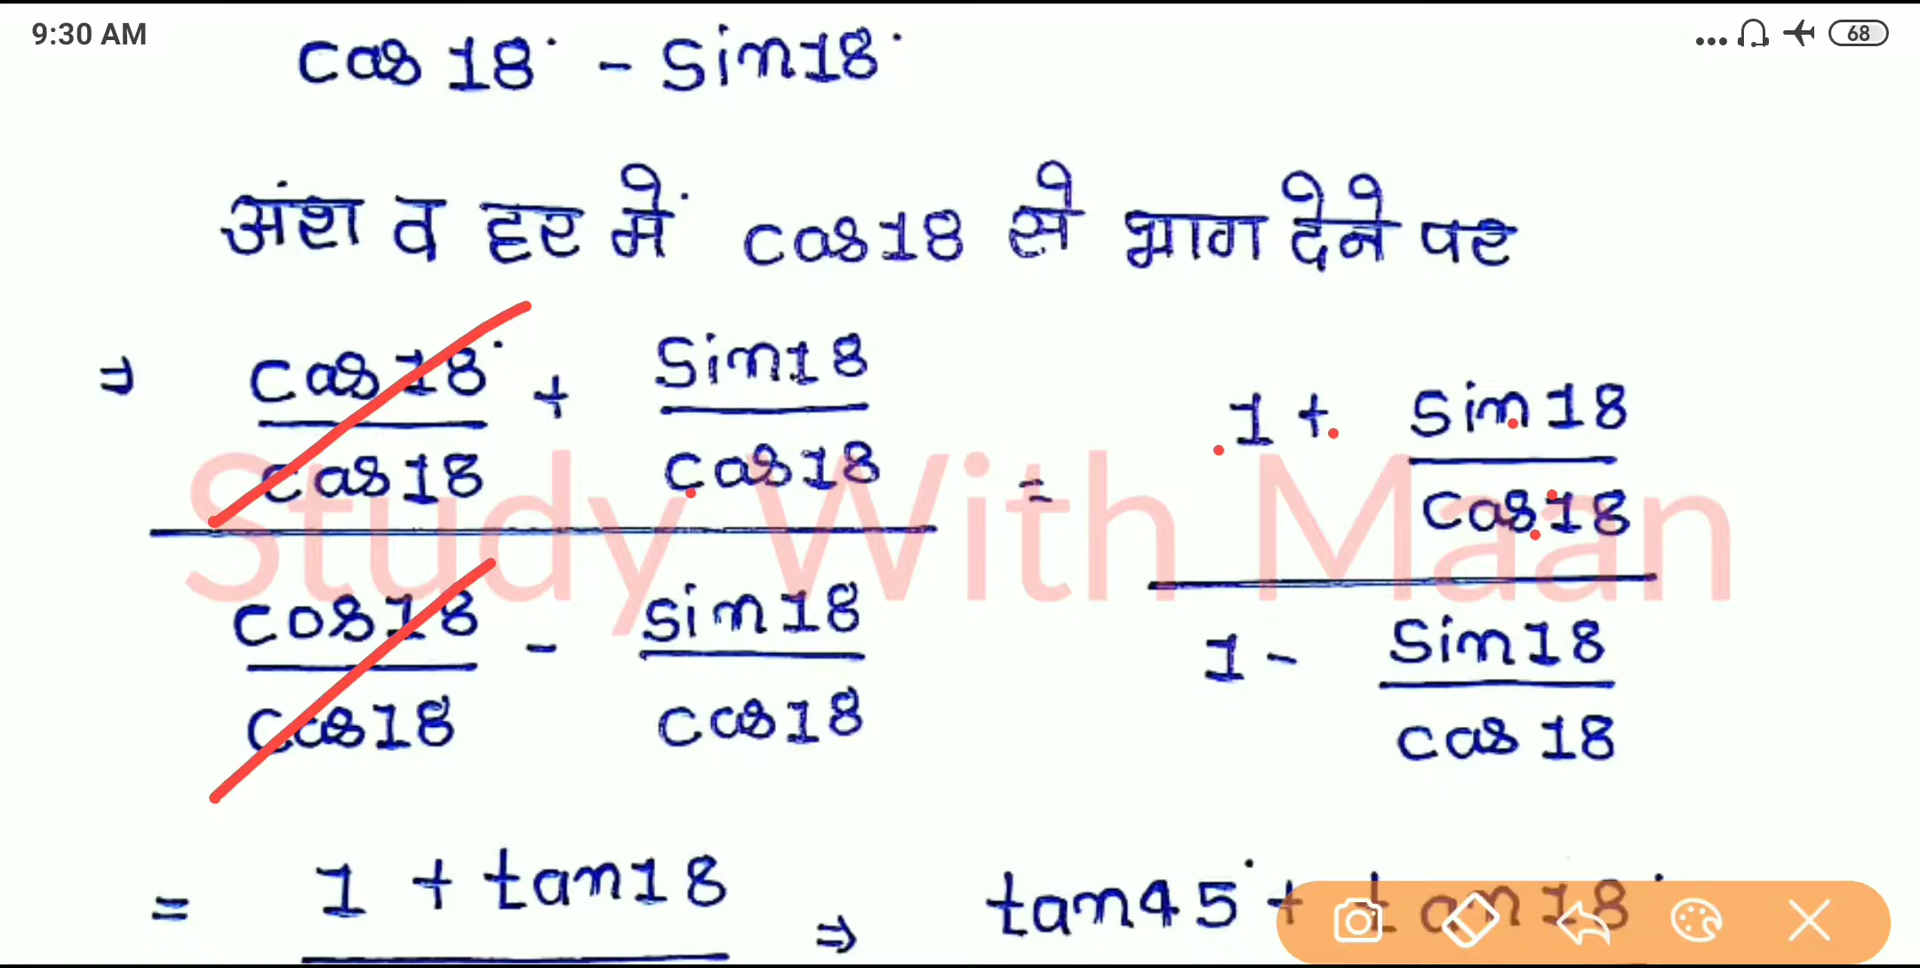 9:30 AM
68
cos 18° - Sin18°
अंश व हर में cos18 से भाग देने पर
⇒ cos18° + Sin18 = 1 + Sin18
cos18 cos18 cos18
cos18 - sin18 1 - Sin18
cos18 cos18 cos18
= 1 + tan18 ⇒ tan45° + tan18°
Study With Maan